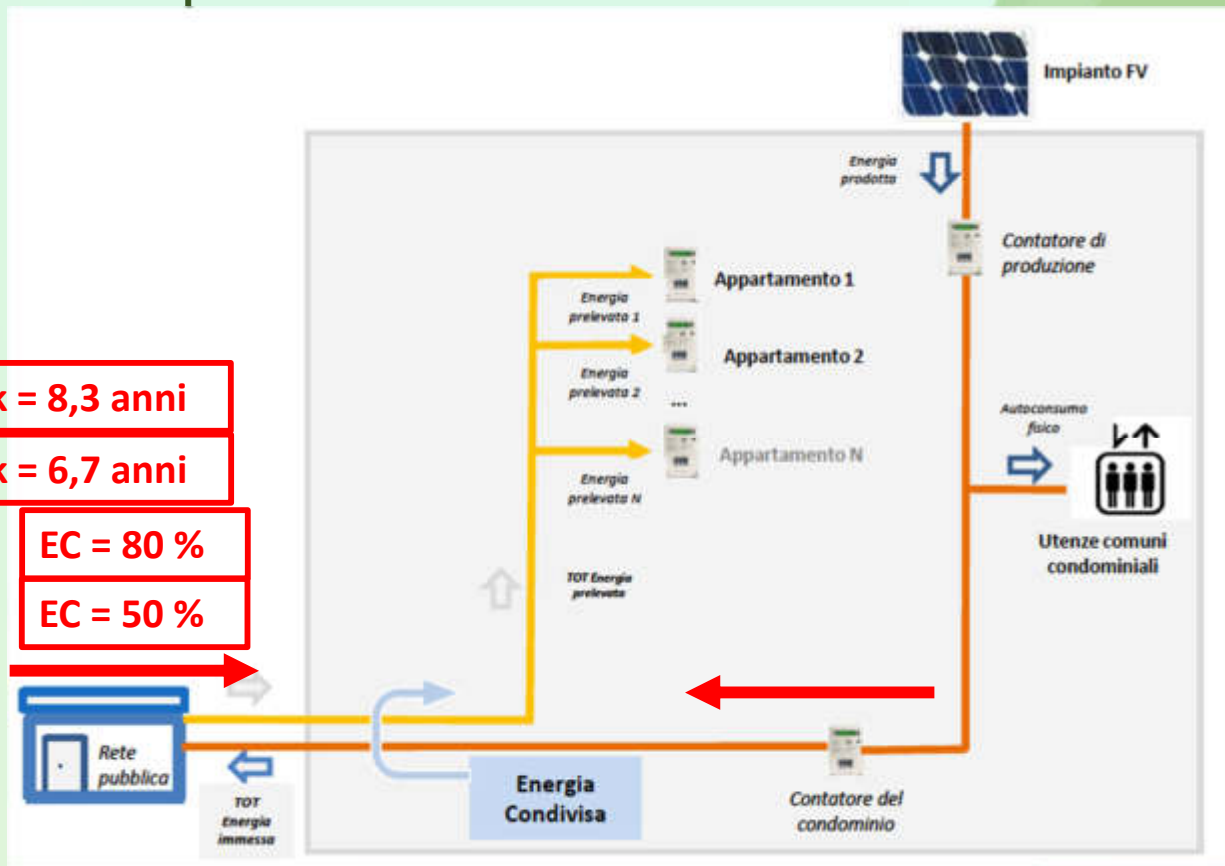 Impianto FV
Energia
prodotta
Contatore di
produzione
Appartamento 1
Energia
prelevata 1
Appartamento 2
Energia
prelevata 2
...
Appartamento N
Energia
prelevata N
Autoconsumo
fisico
Utenze comuni
condominiali
k = 8,3 anni
k = 6,7 anni
EC = 80 %
EC = 50 %
TOT Energia
prelevata
Rete
pubblica
TOT
Energia
immessa
Energia
Condivisa
Contatore del
condominio